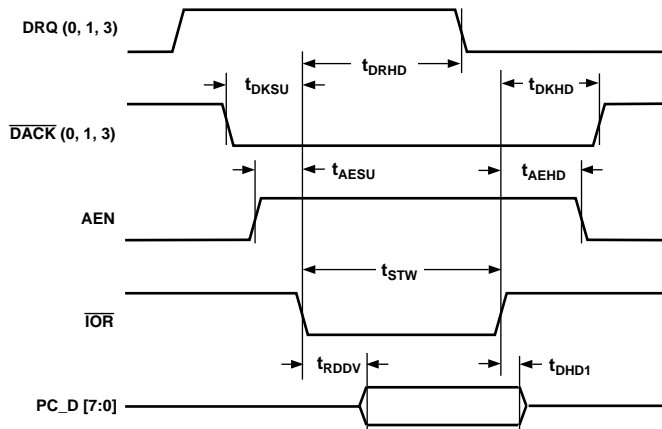 DRQ (0, 1, 3)
tDRHD
tDKSU
tDKHD
DACK (0, 1, 3)
tAESU
tAEHD
AEN
tSTW
IOR
tRDDV
tDHD1
PC_D [7:0]